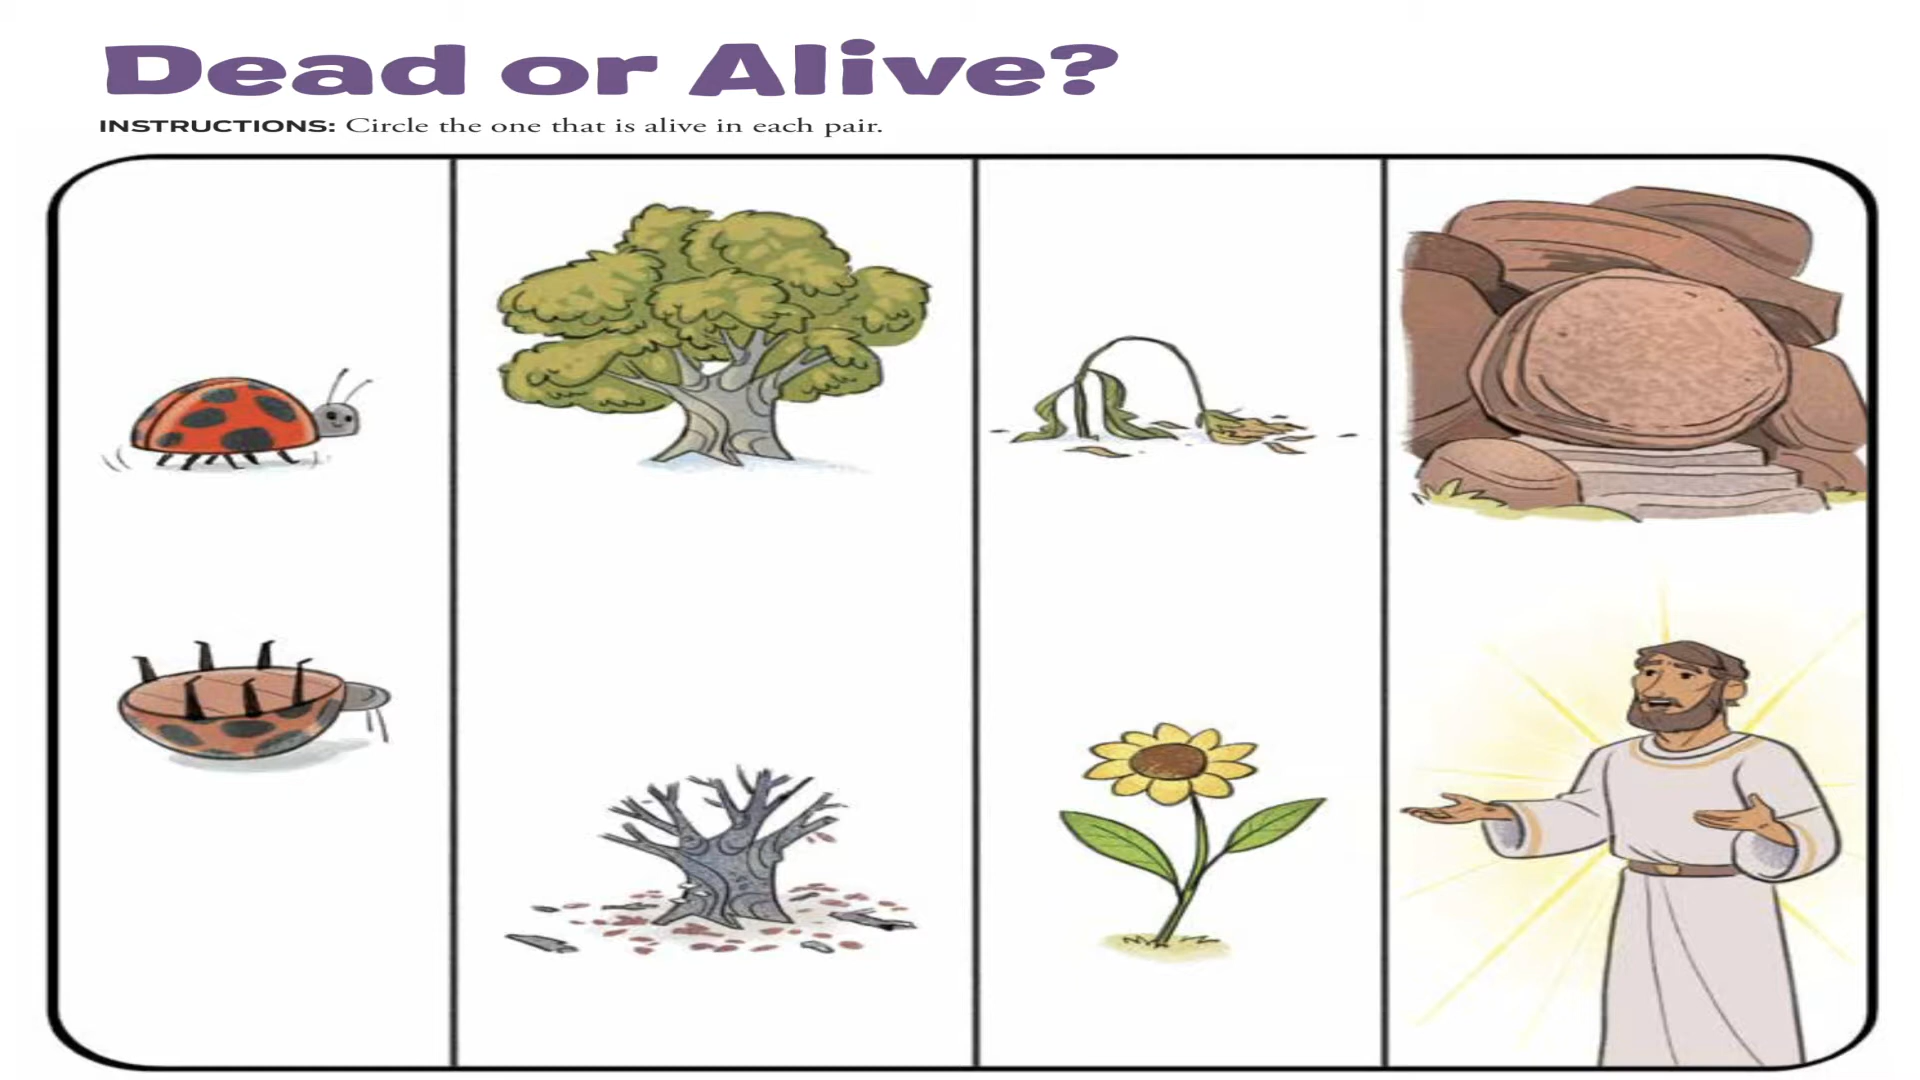 Dead or Alive?
INSTRUCTIONS: Circle the one that is alive in each pair.